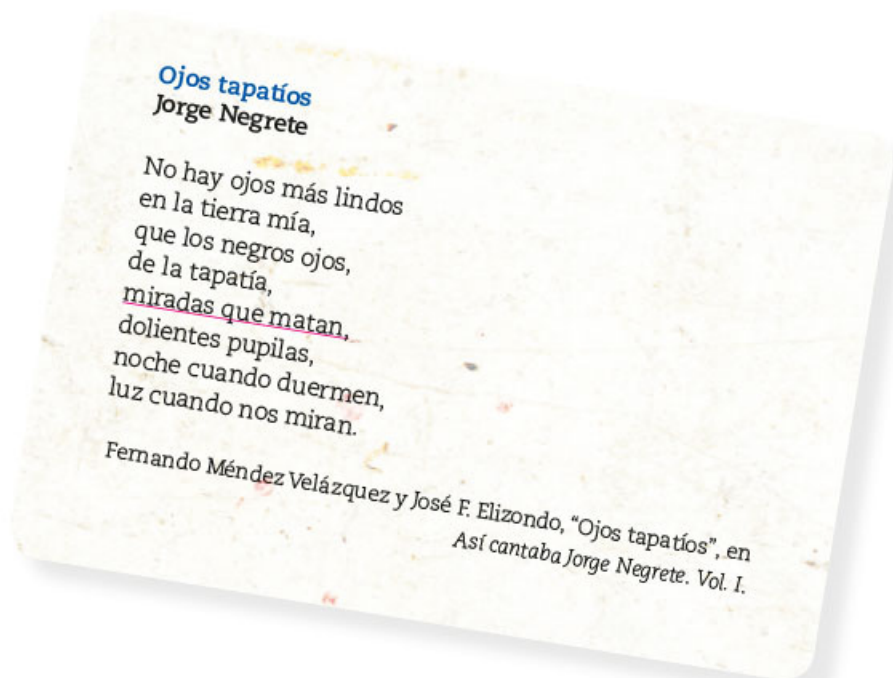 Ojos tapatíos
Jorge Negrete
No hay ojos más lindos
en la tierra mía,
que los negros ojos,
de la tapatía,
miradas que matan,
dolientes pupilas,
noche cuando duermen,
luz cuando nos miran.
Fernando Méndez Velázquez y José F. Elizondo, “Ojos tapatíos”, en
Así cantaba Jorge Negrete. Vol. I.